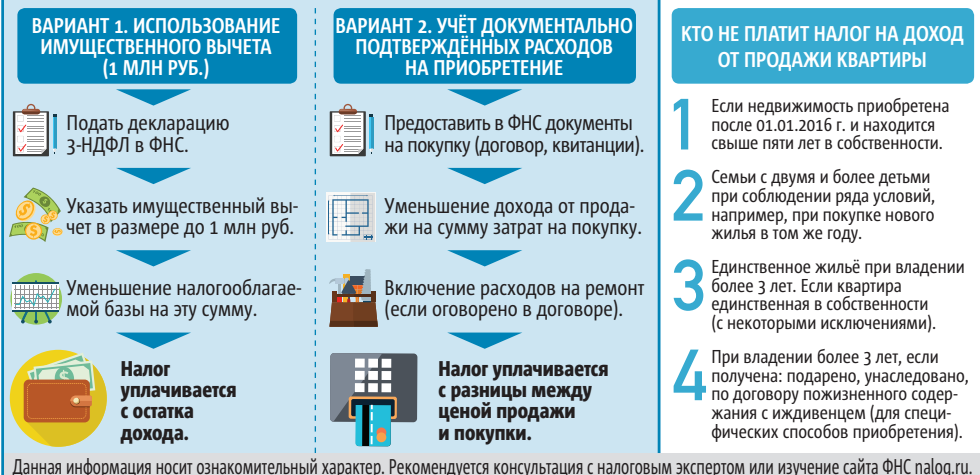 ВАРИАНТ 1. ИСПОЛЬЗОВАНИЕ
ИМУЩЕСТВЕННОГО ВЫЧЕТА
(1 МЛН РУБ.)
Подать декларацию
3-НДФЛ в ФНС.
Указать имущественный вы-
чет в размере до 1 млн руб.
Уменьшение налогооблагае-
мой базы на эту сумму.
Налог
уплачивается
с остатка
дохода.
ВАРИАНТ 2. УЧЁТ ДОКУМЕНТАЛЬНО
ПОДТВЕРЖДЁННЫХ РАСХОДОВ
НА ПРИОБРЕТЕНИЕ
Предоставить в ФНС документы
на покупку (договор, квитанции).
Уменьшение дохода от прода-
жи на сумму затрат на покупку.
Включение расходов на ремонт
(если оговорено в договоре).
Налог уплачивается
с разницы между
ценой продажи
и покупки.
КТО НЕ ПЛАТИТ НАЛОГ НА ДОХОД
ОТ ПРОДАЖИ КВАРТИРЫ
1 Если недвижимость приобретена
после 01.01.2016 г. и находится
свыше пяти лет в собственности.
2 Семьи с двумя и более детьми
при соблюдении ряда условий,
например, при покупке нового
жилья в том же году.
3 Единственное жильё при владении
более 3 лет. Если квартира
единственная в собственности
(с некоторыми исключениями).
4 При владении более 3 лет, если
получена: подарено, унаследовано,
по договору пожизненного содер-
жания с иждивенцем (для специ-
фических способов приобретения).
Данная информация носит ознакомительный характер. Рекомендуется консультация с налоговым экспертом или изучение сайта ФНС nalog.ru.